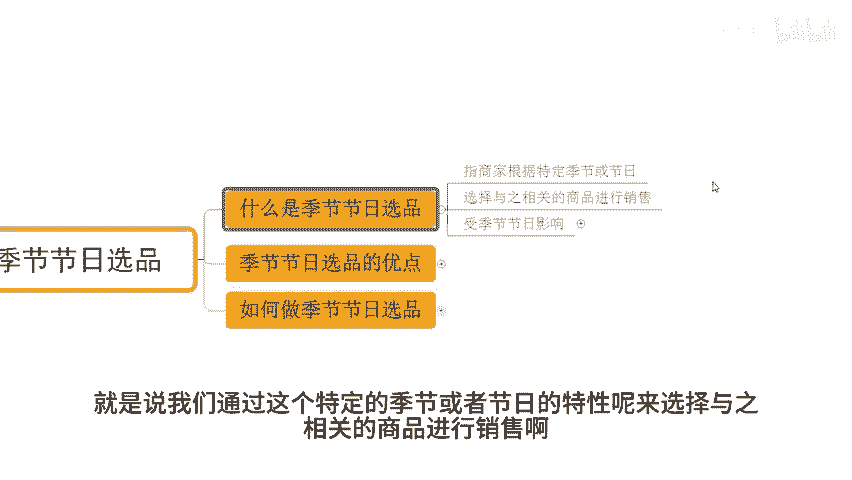 指商家根据特定季节或节日
什么是季节节日选品
选择与之相关的商品进行销售
受季节节日影响
季节节日选品
季节节日选品的优点
如何做季节节日选品
就是说我们通过这个特定的季节或者节日的特性呢来选择与之
相关的商品进行销售啊